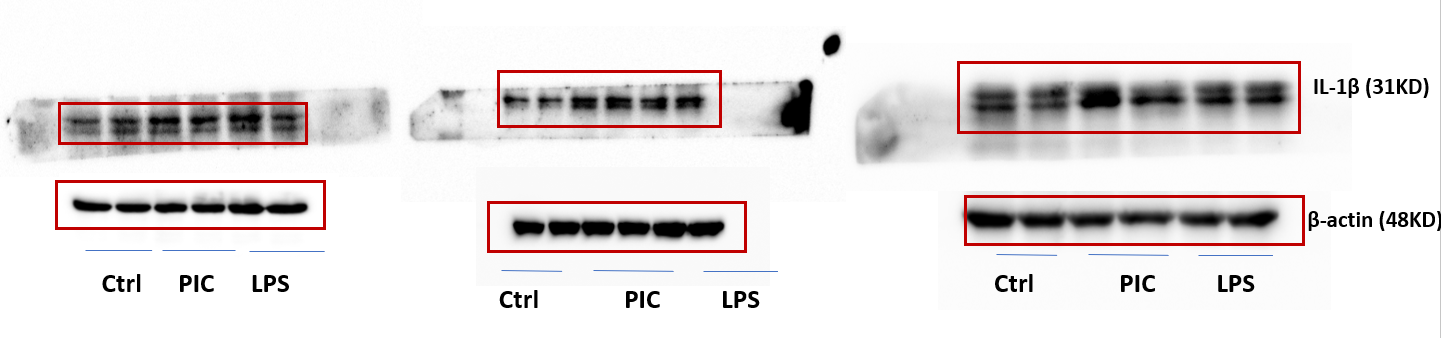 IL-1β (31KD)
β-actin (48KD)
Ctrl PIC LPS
Ctrl PIC LPS
Ctrl PIC LPS